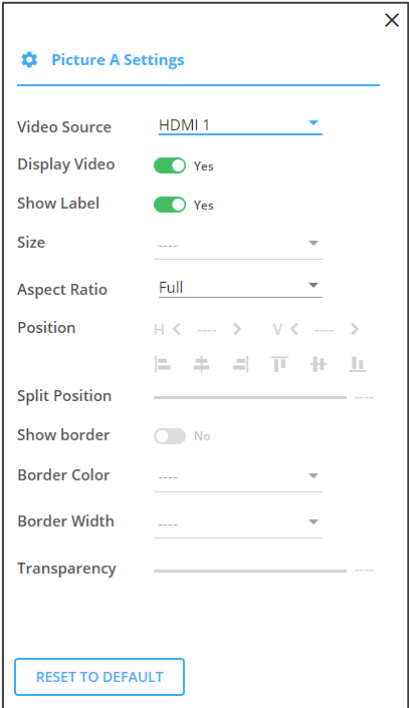 Picture A Settings
Video Source HDMI 1
Display Video Yes
Show Label Yes
Size ----
Aspect Ratio Full
Position H < ---- > V < ---- >
Split Position ----
Show border No
Border Color ----
Border Width ----
Transparency ----
RESET TO DEFAULT